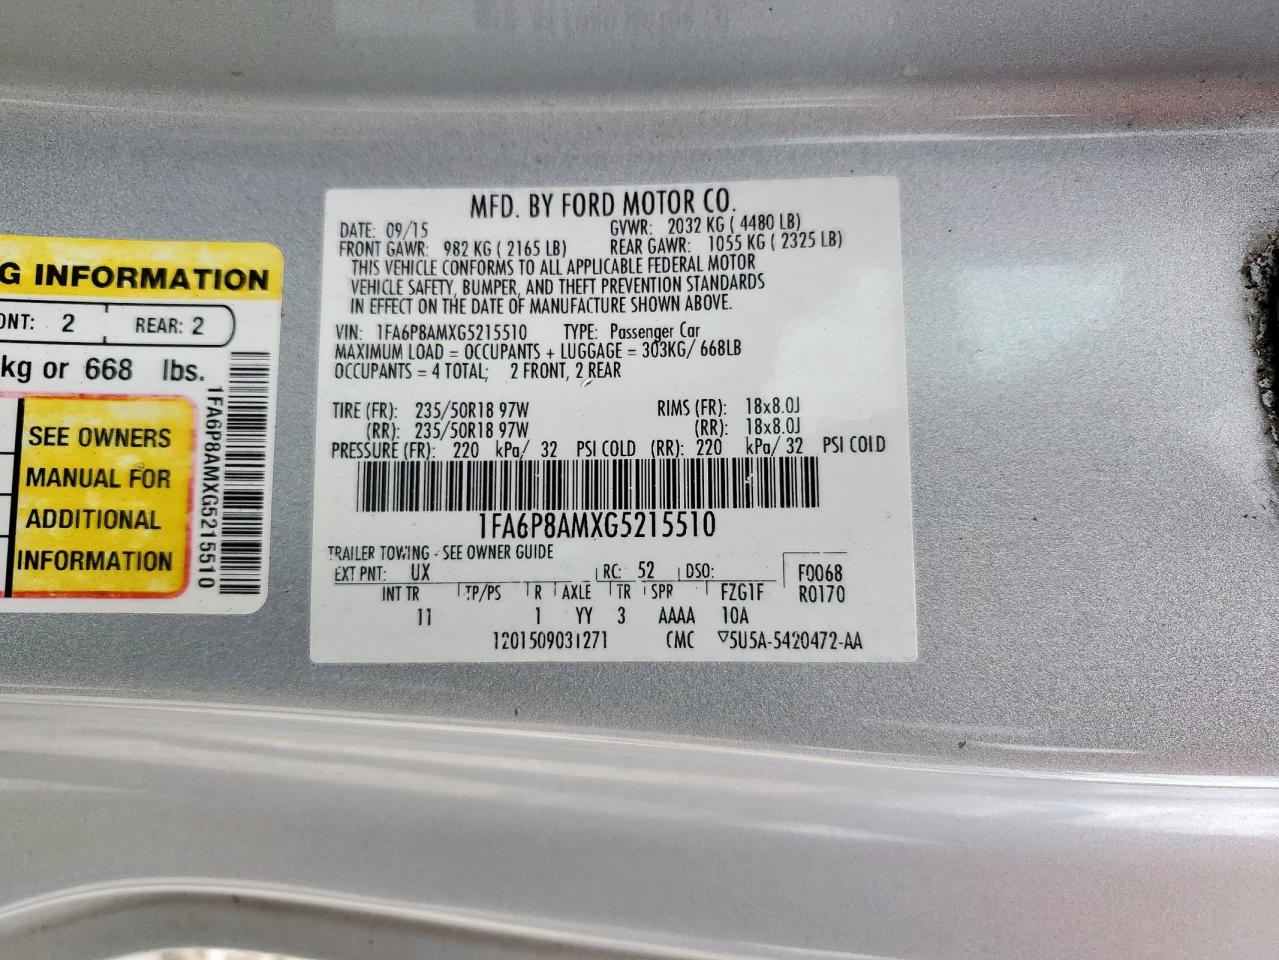 G INFORMATION
ONT: 2 REAR: 2
kg or 668 lbs.
SEE OWNERS
MANUAL FOR
ADDITIONAL
INFORMATION
1FA6P8AMXG5215510
MFD. BY FORD MOTOR CO.
DATE: 09/15 GVWR: 2032 KG ( 4480 LB)
FRONT GAWR: 982 KG ( 2165 LB) REAR GAWR: 1055 KG ( 2325 LB)
THIS VEHICLE CONFORMS TO ALL APPLICABLE FEDERAL MOTOR
VEHICLE SAFETY, BUMPER, AND THEFT PREVENTION STANDARDS
IN EFFECT ON THE DATE OF MANUFACTURE SHOWN ABOVE.
VIN: 1FA6P8AMXG5215510 TYPE: Passenger Car
MAXIMUM LOAD = OCCUPANTS + LUGGAGE = 303KG/ 668LB
OCCUPANTS = 4 TOTAL; 2 FRONT, 2 REAR
TIRE (FR): 235/50R18 97W RIMS (FR): 18x8.0J
(RR): 235/50R18 97W (RR): 18x8.0J
PRESSURE (FR): 220 kPa/ 32 PSI COLD (RR): 220 kPa/ 32 PSI COLD
1FA6P8AMXG5215510
TRAILER TOWING - SEE OWNER GUIDE
EXT PNT: UX RC: 52 DSO: F0068
INT TR TP/PS R AXLE TR SPR FZG1F R0170
11 1 YY 3 AAAA 10A
1201509031271 CMC ▽5U5A-5420472-AA